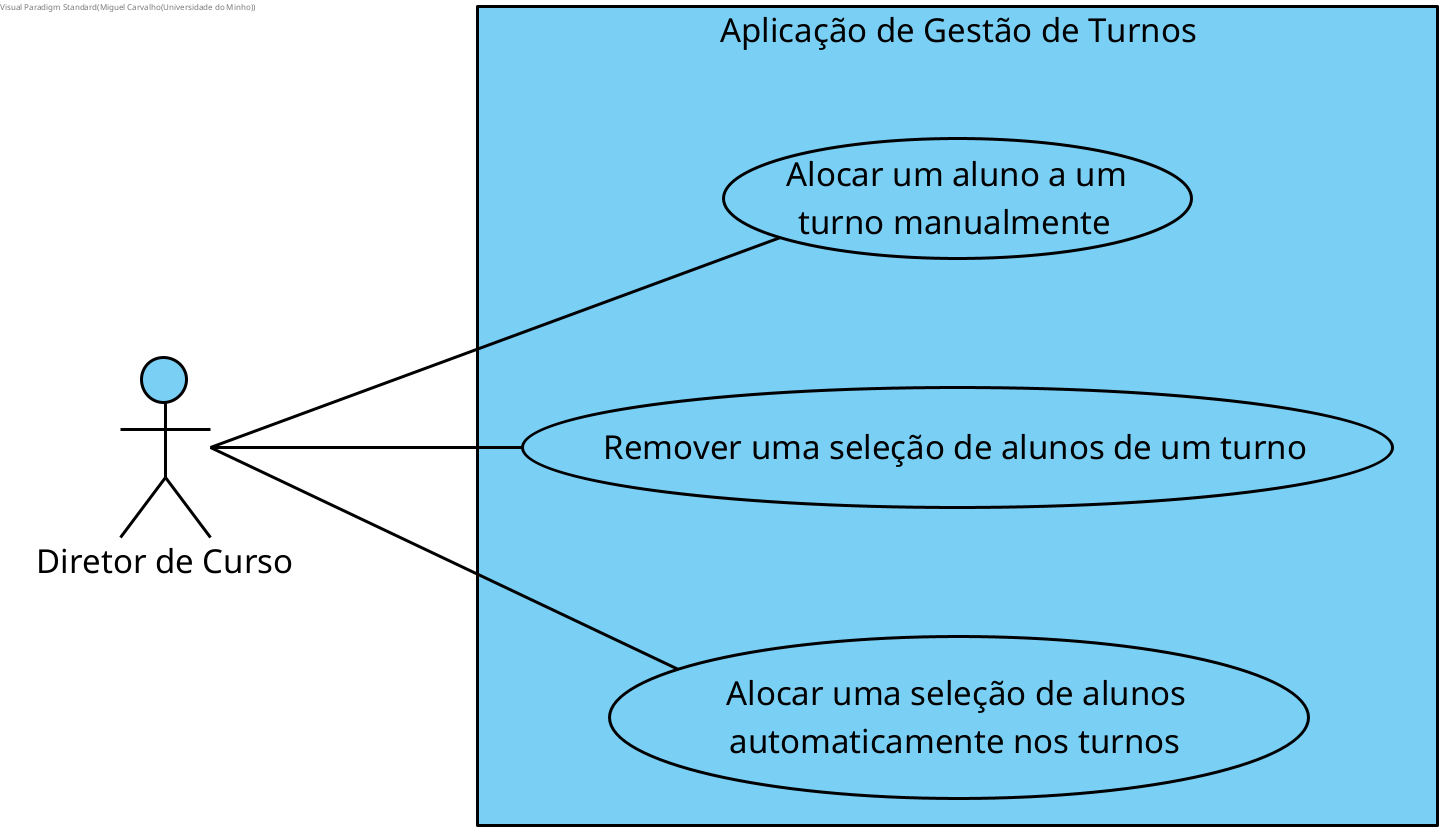 Visual Paradigm Standard(Miguel Carvalho(Universidade do Minho))
Aplicação de Gestão de Turnos
Alocar um aluno a um
turno manualmente
Remover uma seleção de alunos de um turno
Diretor de Curso
Alocar uma seleção de alunos
automaticamente nos turnos